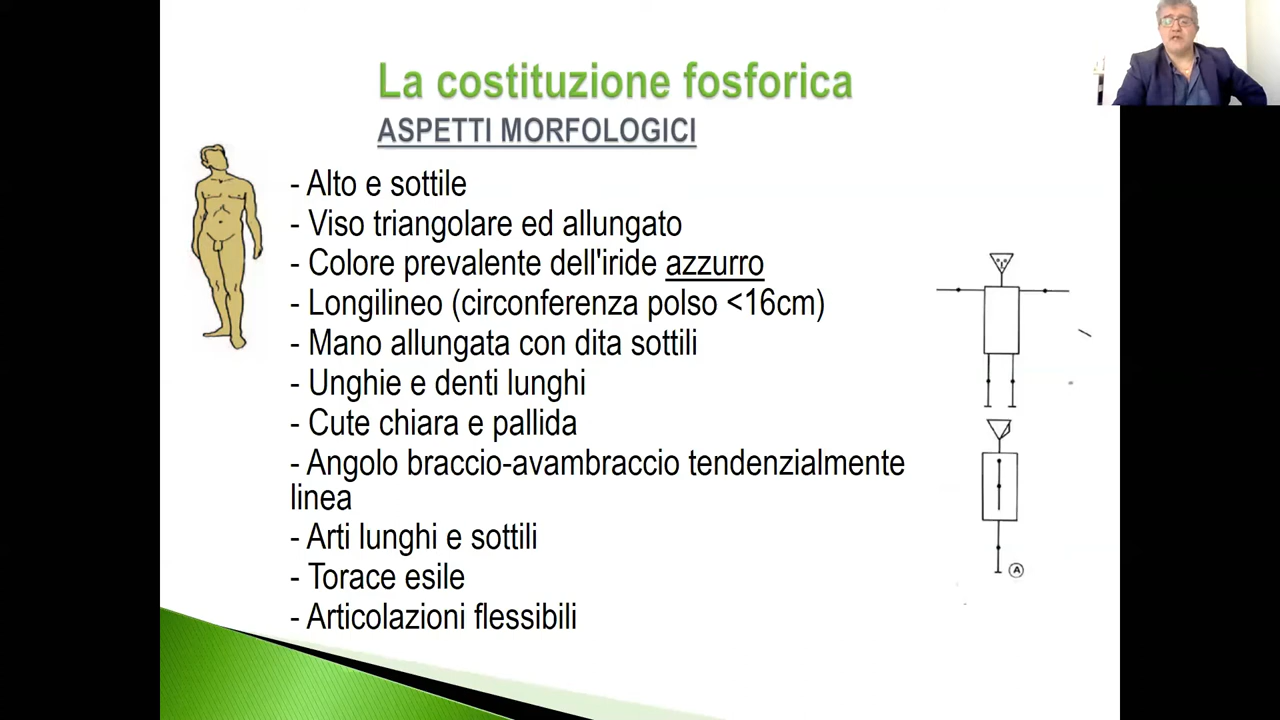 La costituzione fosforica
ASPETTI MORFOLOGICI
- Alto e sottile
- Viso triangolare ed allungato
- Colore prevalente dell'iride azzurro
- Longilineo (circonferenza polso <16cm)
- Mano allungata con dita sottili
- Unghie e denti lunghi
- Cute chiara e pallida
- Angolo braccio-avambraccio tendenzialmente
linea
- Arti lunghi e sottili
- Torace esile
- Articolazioni flessibili
A